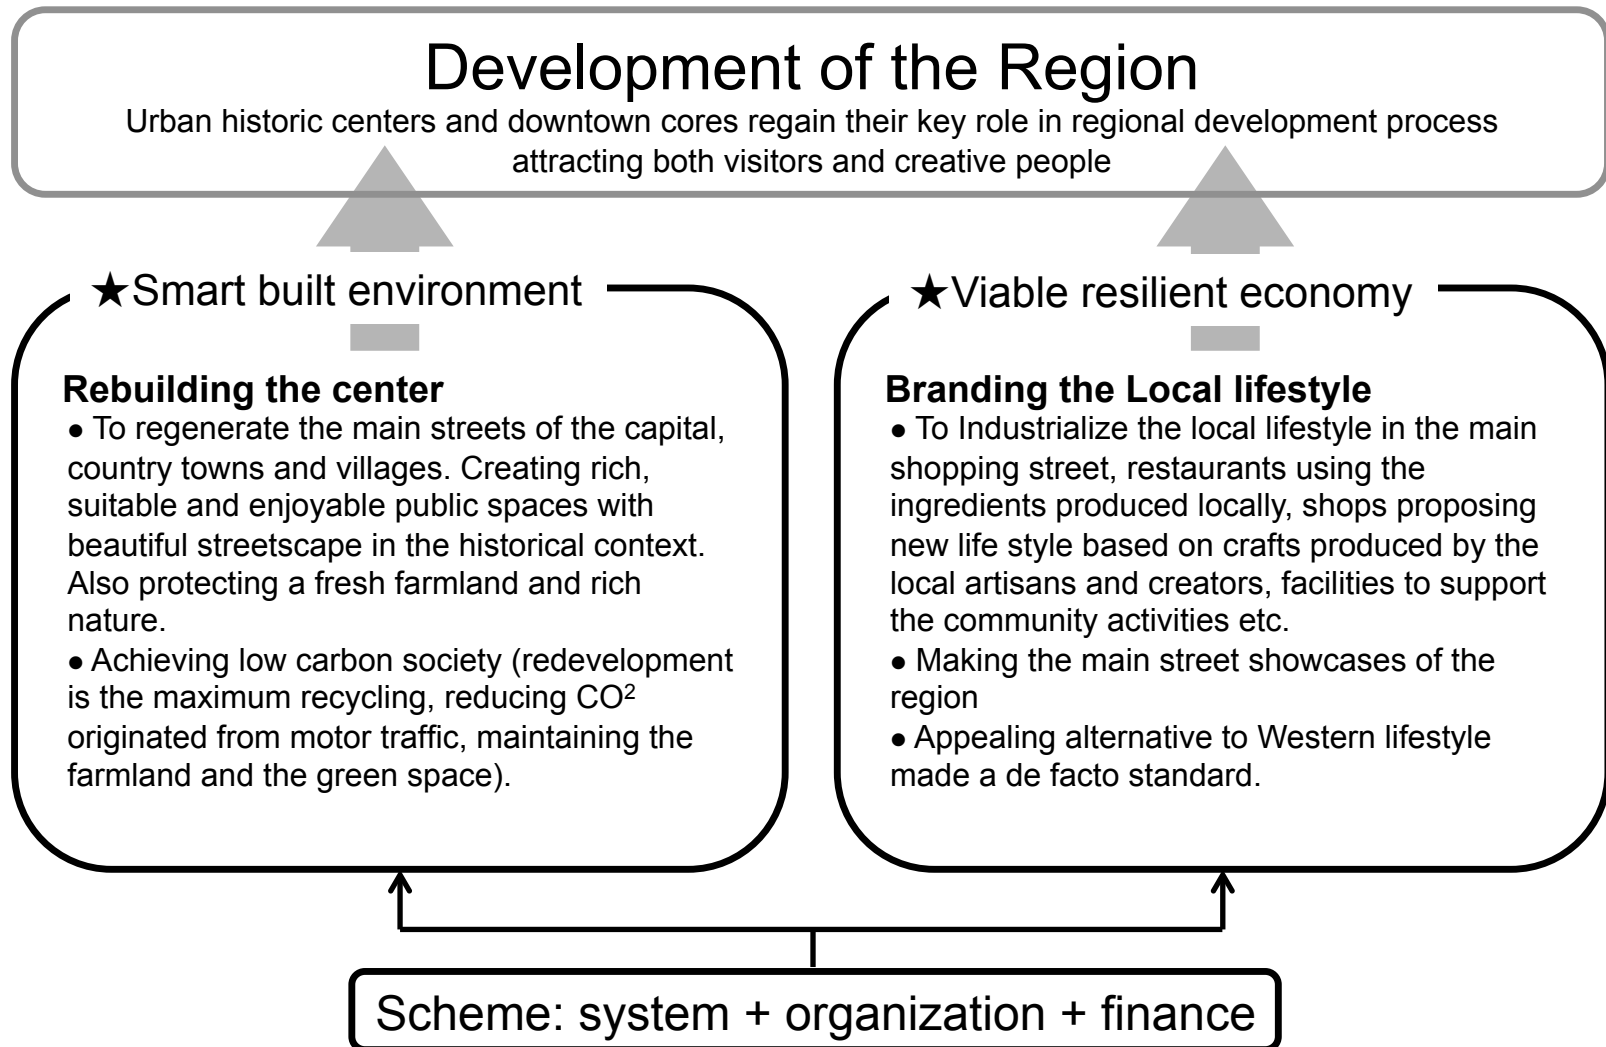 Development of the Region
Urban historic centers and downtown cores regain their key role in regional development process
attracting both visitors and creative people
★Smart built environment
Rebuilding the center
● To regenerate the main streets of the capital,
country towns and villages. Creating rich,
suitable and enjoyable public spaces with
beautiful streetscape in the historical context.
Also protecting a fresh farmland and rich
nature.
● Achieving low carbon society (redevelopment
is the maximum recycling, reducing CO²
originated from motor traffic, maintaining the
farmland and the green space).
★Viable resilient economy
Branding the Local lifestyle
● To Industrialize the local lifestyle in the main
shopping street, restaurants using the
ingredients produced locally, shops proposing
new life style based on crafts produced by the
local artisans and creators, facilities to support
the community activities etc.
● Making the main street showcases of the
region
● Appealing alternative to Western lifestyle
made a de facto standard.
Scheme: system + organization + finance